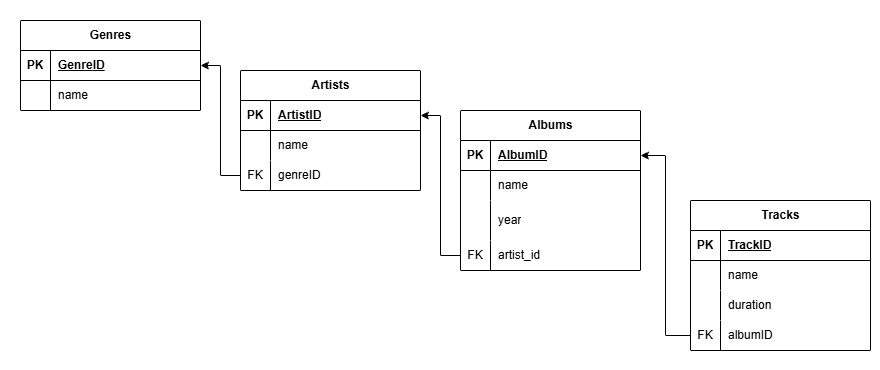 Genres
PK GenreID
name
Artists
PK ArtistID
name
FK genreID
Albums
PK AlbumID
name
year
FK artist_id
Tracks
PK TrackID
name
duration
FK albumID